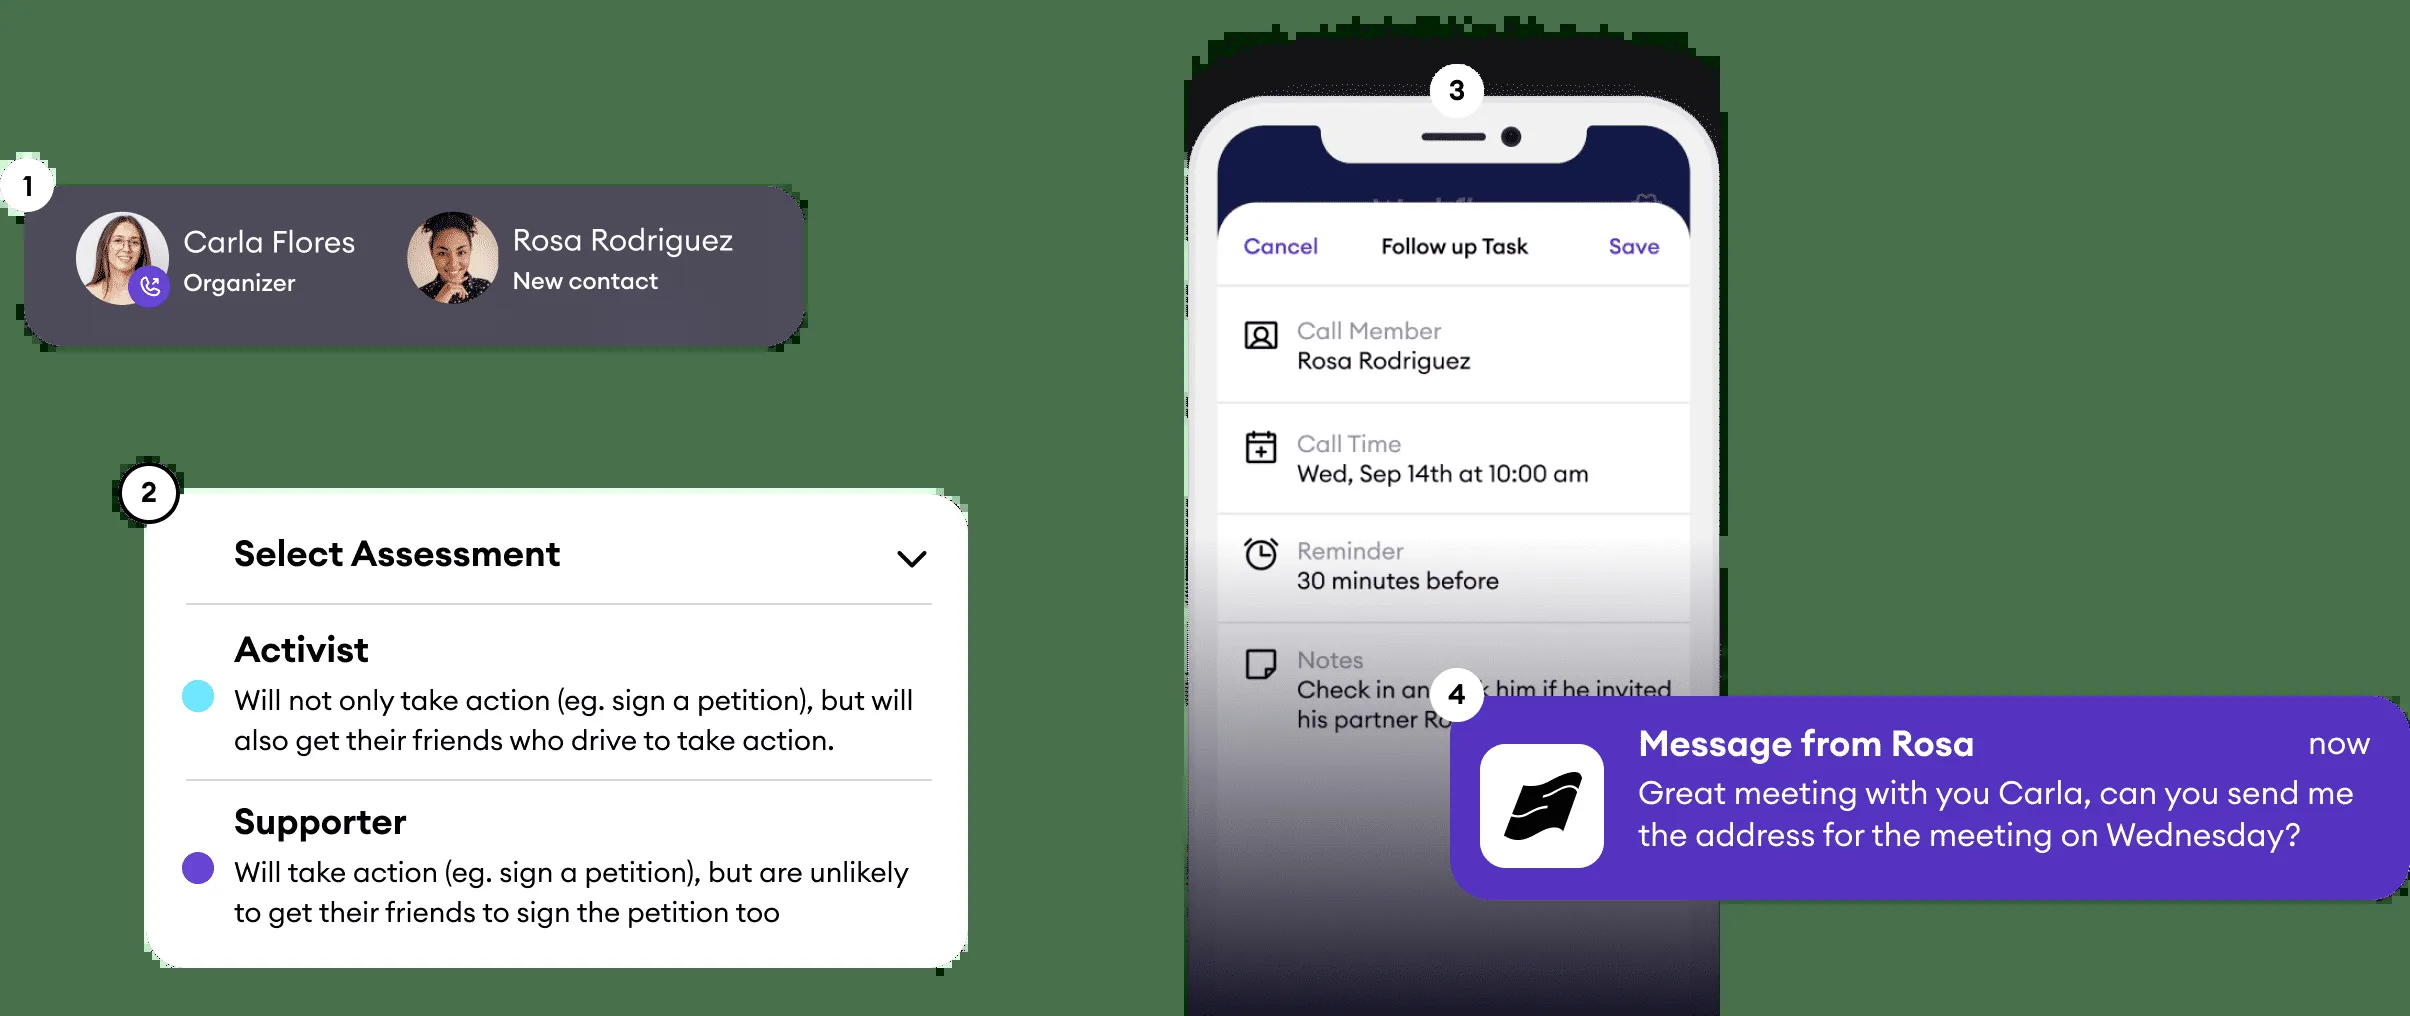 1
Carla Flores
Organizer
Rosa Rodriguez
New contact
2
Select Assessment
Activist
Will not only take action (eg. sign a petition), but will
also get their friends who drive to take action.
Supporter
Will take action (eg. sign a petition), but are unlikely
to get their friends to sign the petition too
3
Cancel
Follow up Task
Save
Call Member
Rosa Rodriguez
Call Time
Wed, Sep 14th at 10:00 am
Reminder
30 minutes before
Notes
Check in him if he invited
his partner
4
Message from Rosa
now
Great meeting with you Carla, can you send me
the address for the meeting on Wednesday?